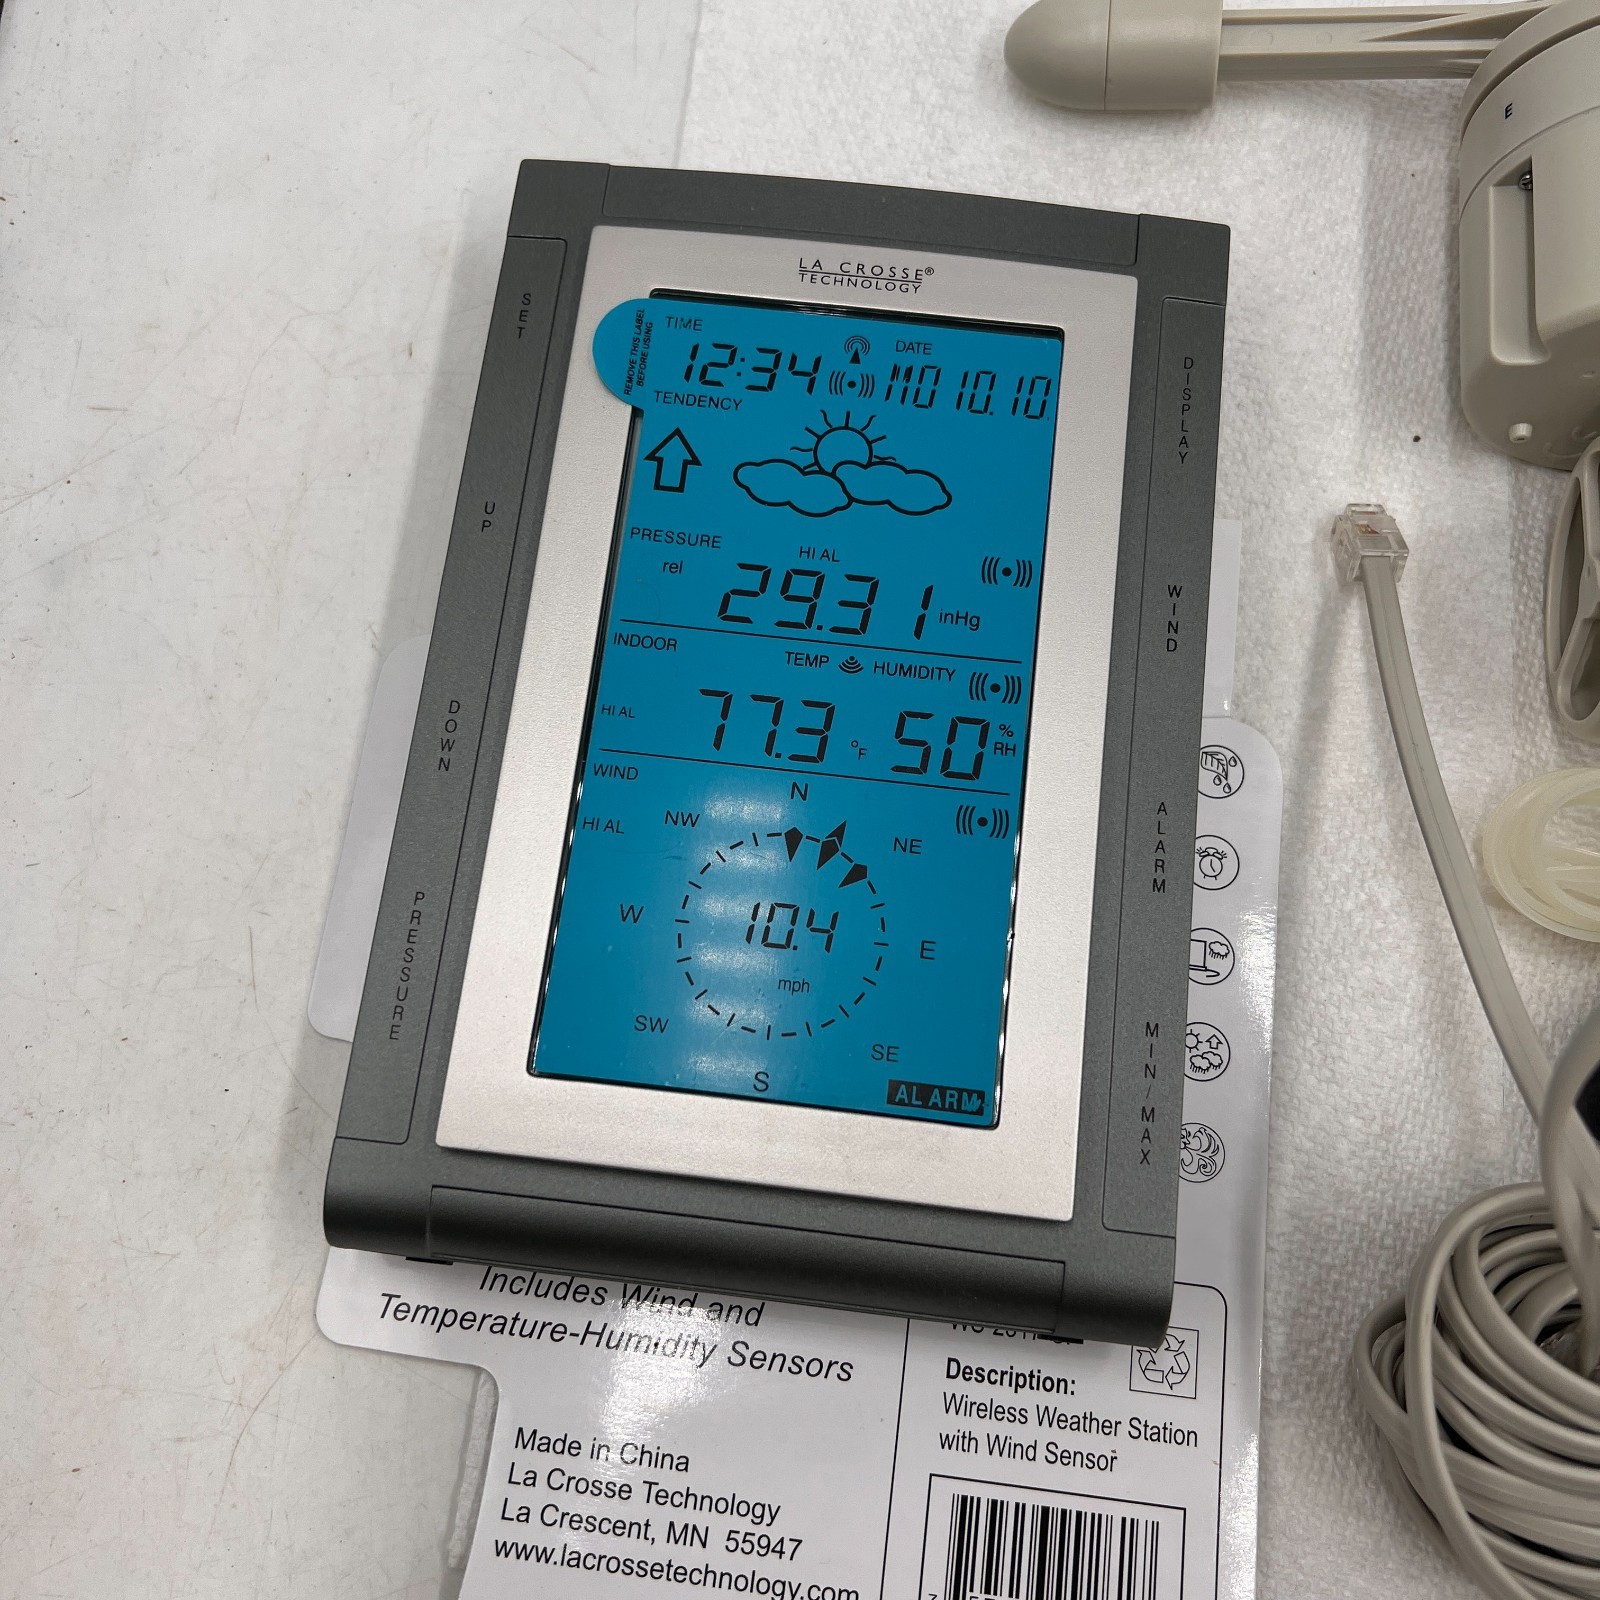 E
LA CROSSE®
TECHNOLOGY
SET
UP
DOWN
PRESSURE
DISPLAY
WIND
ALARM
MIN/MAX
REMOVE THIS LABEL
BEFORE USING
TIME
DATE
12:34
MO 10.10.
TENDENCY
PRESSURE
HI AL
rel
29.31 inHg
INDOOR
TEMP HUMIDITY
HI AL
77.3 °F 50 % RH
WIND
HI AL
N
NW
NE
W
10.4
E
mph
SW
SE
S
ALARM
Includes Wind and
Temperature-Humidity Sensors
Made in China
La Crosse Technology
La Crescent, MN 55947
www.lacrossetechnology.com
Description:
Wireless Weather Station
with Wind Sensor